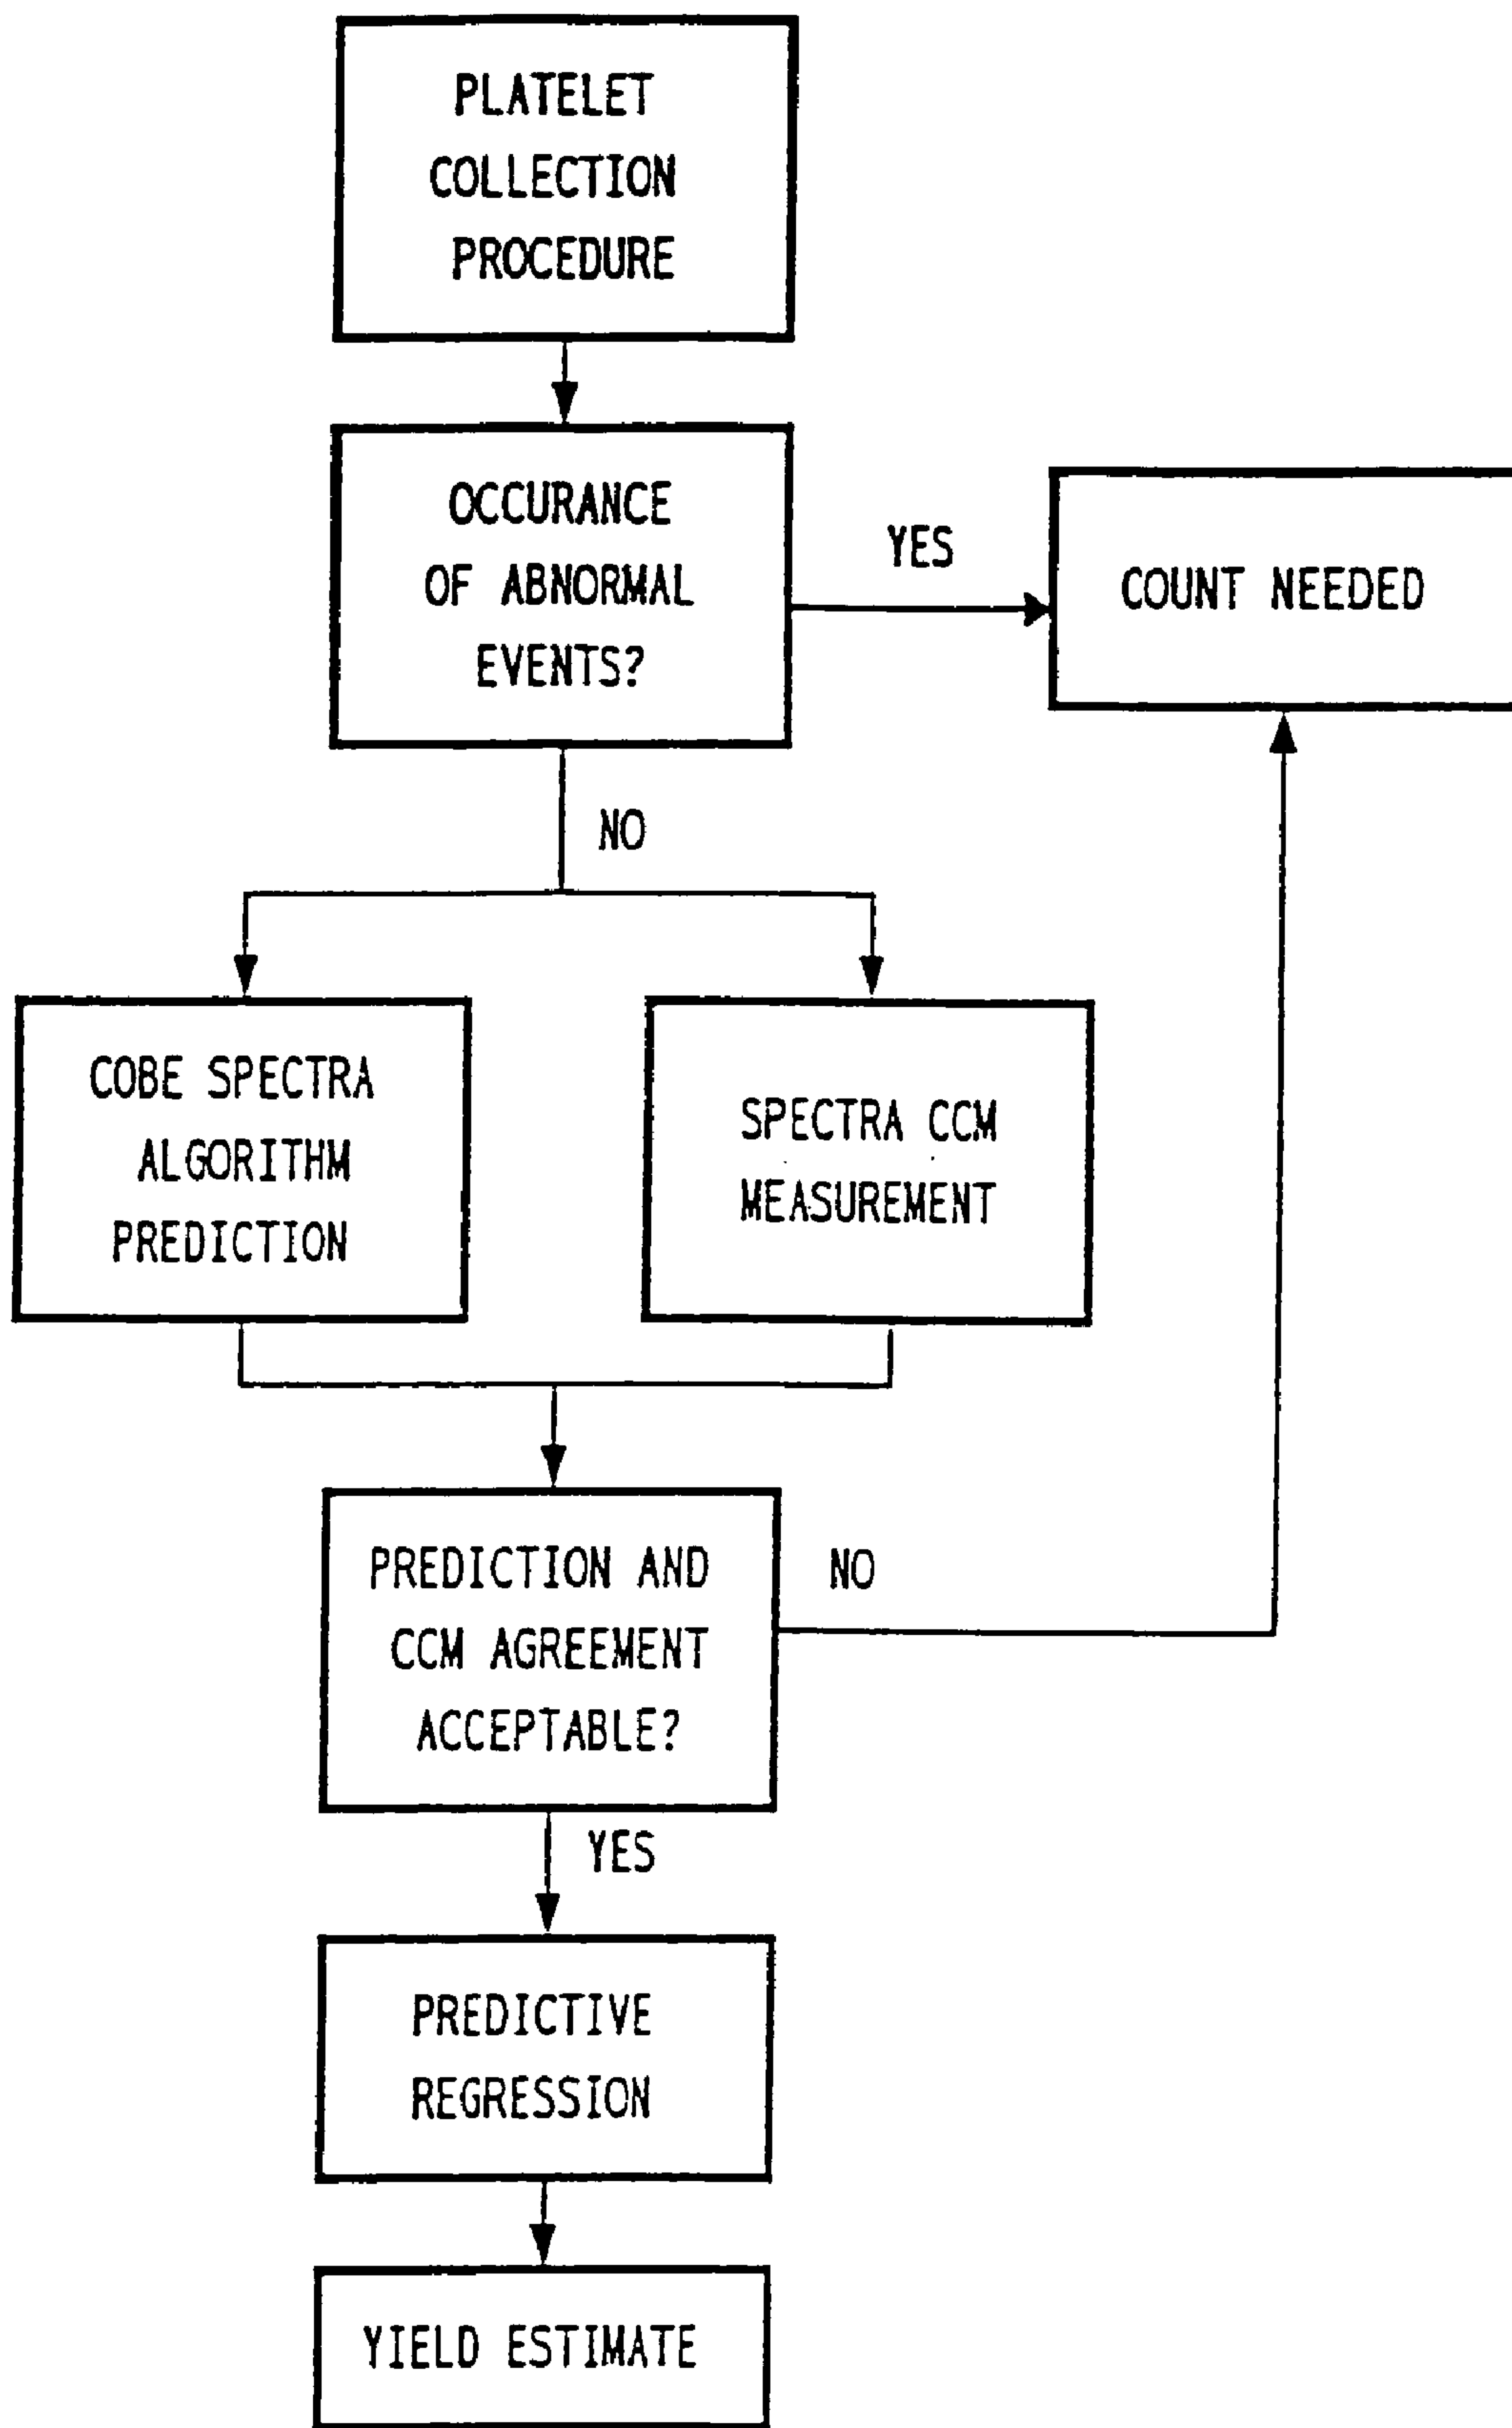 PLATELET
COLLECTION
PROCEDURE
OCCURANCE
OF ABNORMAL
EVENTS?
YES
COUNT NEEDED
NO
COBE SPECTRA
ALGORITHM
PREDICTION
SPECTRA CCM
MEASUREMENT
PREDICTION AND
CCM AGREEMENT
ACCEPTABLE?
NO
YES
PREDICTIVE
REGRESSION
YIELD ESTIMATE